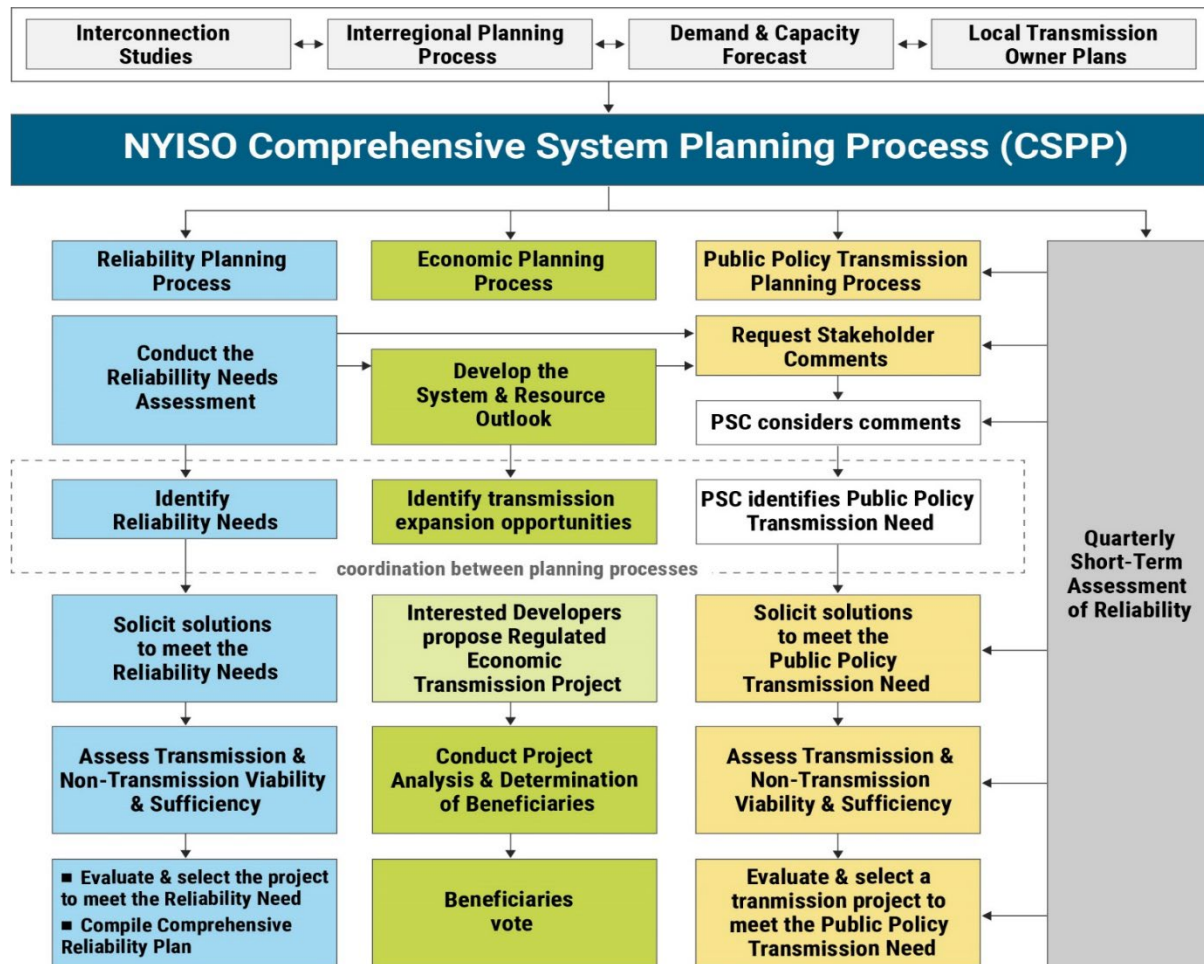 Interconnection
Studies
Interregional Planning
Process
Demand & Capacity
Forecast
Local Transmission
Owner Plans
NYISO Comprehensive System Planning Process (CSPP)
Reliability Planning
Process
Economic Planning
Process
Public Policy Transmission
Planning Process
Conduct the
Reliabillity Needs
Assessment
Develop the
System & Resource
Outlook
Request Stakeholder
Comments
PSC considers comments
Identify
Reliability Needs
Identify transmission
expansion opportunities
PSC identifies Public Policy
Transmission Need
coordination between planning processes
Quarterly
Short-Term
Assessment
of Reliability
Solicit solutions
to meet the
Reliability Needs
Interested Developers
propose Regulated
Economic
Transmission Project
Solicit solutions
to meet the
Public Policy
Transmission Need
Assess Transmission &
Non-Transmission Viability
& Sufficiency
Conduct Project
Analysis & Determination
of Beneficiaries
Assess Transmission &
Non-Transmission
Viability & Sufficiency
■ Evaluate & select the project
to meet the Reliability Need
■ Compile Comprehensive
Reliability Plan
Beneficiaries
vote
Evaluate & select a
tranmission project to
meet the Public Policy
Transmission Need